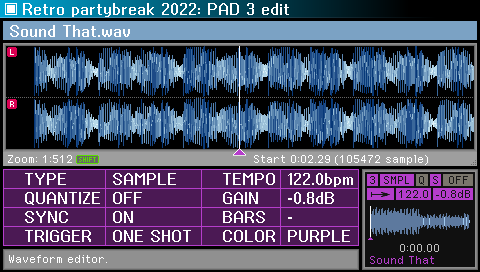 Retro partybreak 2022: PAD 3 edit
Sound That.wav
L
R
Zoom: 1:512 SHIFT Start 0:02.29 (105472 sample)
TYPE SAMPLE TEMPO 122.0bpm
QUANTIZE OFF GAIN -0.8dB
SYNC ON BARS -
TRIGGER ONE SHOT COLOR PURPLE
3 SMPL Q S OFF
122.0 -0.8dB
0:00.00
Sound That
Waveform editor.